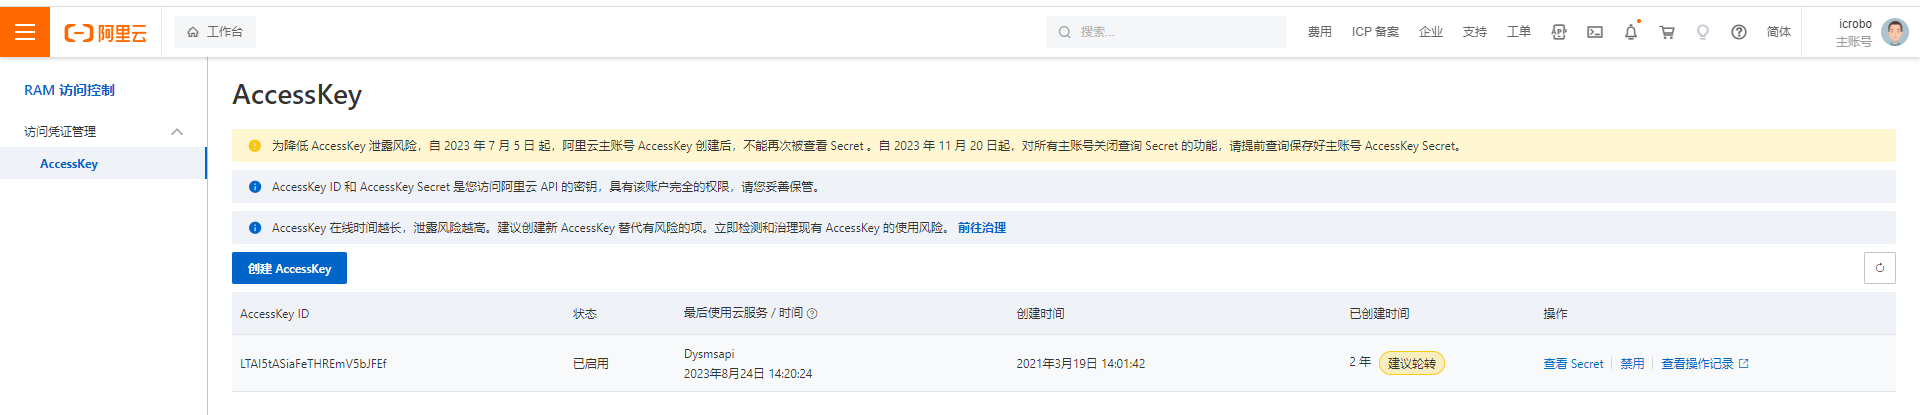 阿里云
工作台
搜索...
费用
ICP 备案
企业
支持
工单
简体
icrobo
主账号
RAM 访问控制
访问凭证管理
AccessKey
AccessKey
为降低 AccessKey 泄露风险，自 2023 年 7 月 5 日 起，阿里云主账号 AccessKey 创建后，不能再次被查看 Secret 。自 2023 年 11 月 20 日起，对所有主账号关闭查询 Secret 的功能，请提前查询保存好主账号 AccessKey Secret。
AccessKey ID 和 AccessKey Secret 是您访问阿里云 API 的密钥，具有该账户完全的权限，请您妥善保管。
AccessKey 在线时间越长，泄露风险越高。建议创建新 AccessKey 替代有风险的项。立即检测和治理现有 AccessKey 的使用风险。 前往治理
创建 AccessKey
AccessKey ID
状态
最后使用云服务 / 时间
创建时间
已创建时间
操作
LTAI5tASiaFeTHREmV5bJFEf
已启用
Dysmsapi
2023年8月24日 14:20:24
2021年3月19日 14:01:42
2 年 建议轮转
查看 Secret 禁用 查看操作记录